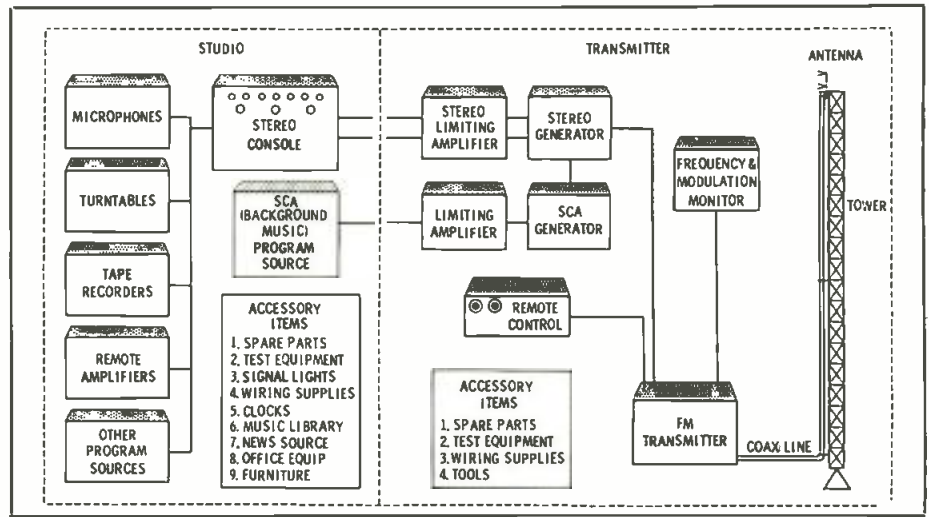 STUDIO
MICROPHONES
TURNTABLES
TAPE
RECORDERS
REMOTE
AMPLIFIERS
OTHER
PROGRAM
SOURCES
STEREO
CONSOLE
SCA
(BACKGROUND
MUSIC)
PROGRAM
SOURCE
ACCESSORY
ITEMS
1. SPARE PARTS
2. TEST EQUIPMENT
3. SIGNAL LIGHTS
4. WIRING SUPPLIES
5. CLOCKS
6. MUSIC LIBRARY
7. NEWS SOURCE
8. OFFICE EQUIP
9. FURNITURE
TRANSMITTER
STEREO
LIMITING
AMPLIFIER
STEREO
GENERATOR
LIMITING
AMPLIFIER
SCA
GENERATOR
FREQUENCY &
MODULATION
MONITOR
REMOTE
CONTROL
ACCESSORY
ITEMS
1. SPARE PARTS
2. TEST EQUIPMENT
3. WIRING SUPPLIES
4. TOOLS
FM
TRANSMITTER
COAX LINE
ANTENNA
TOWER